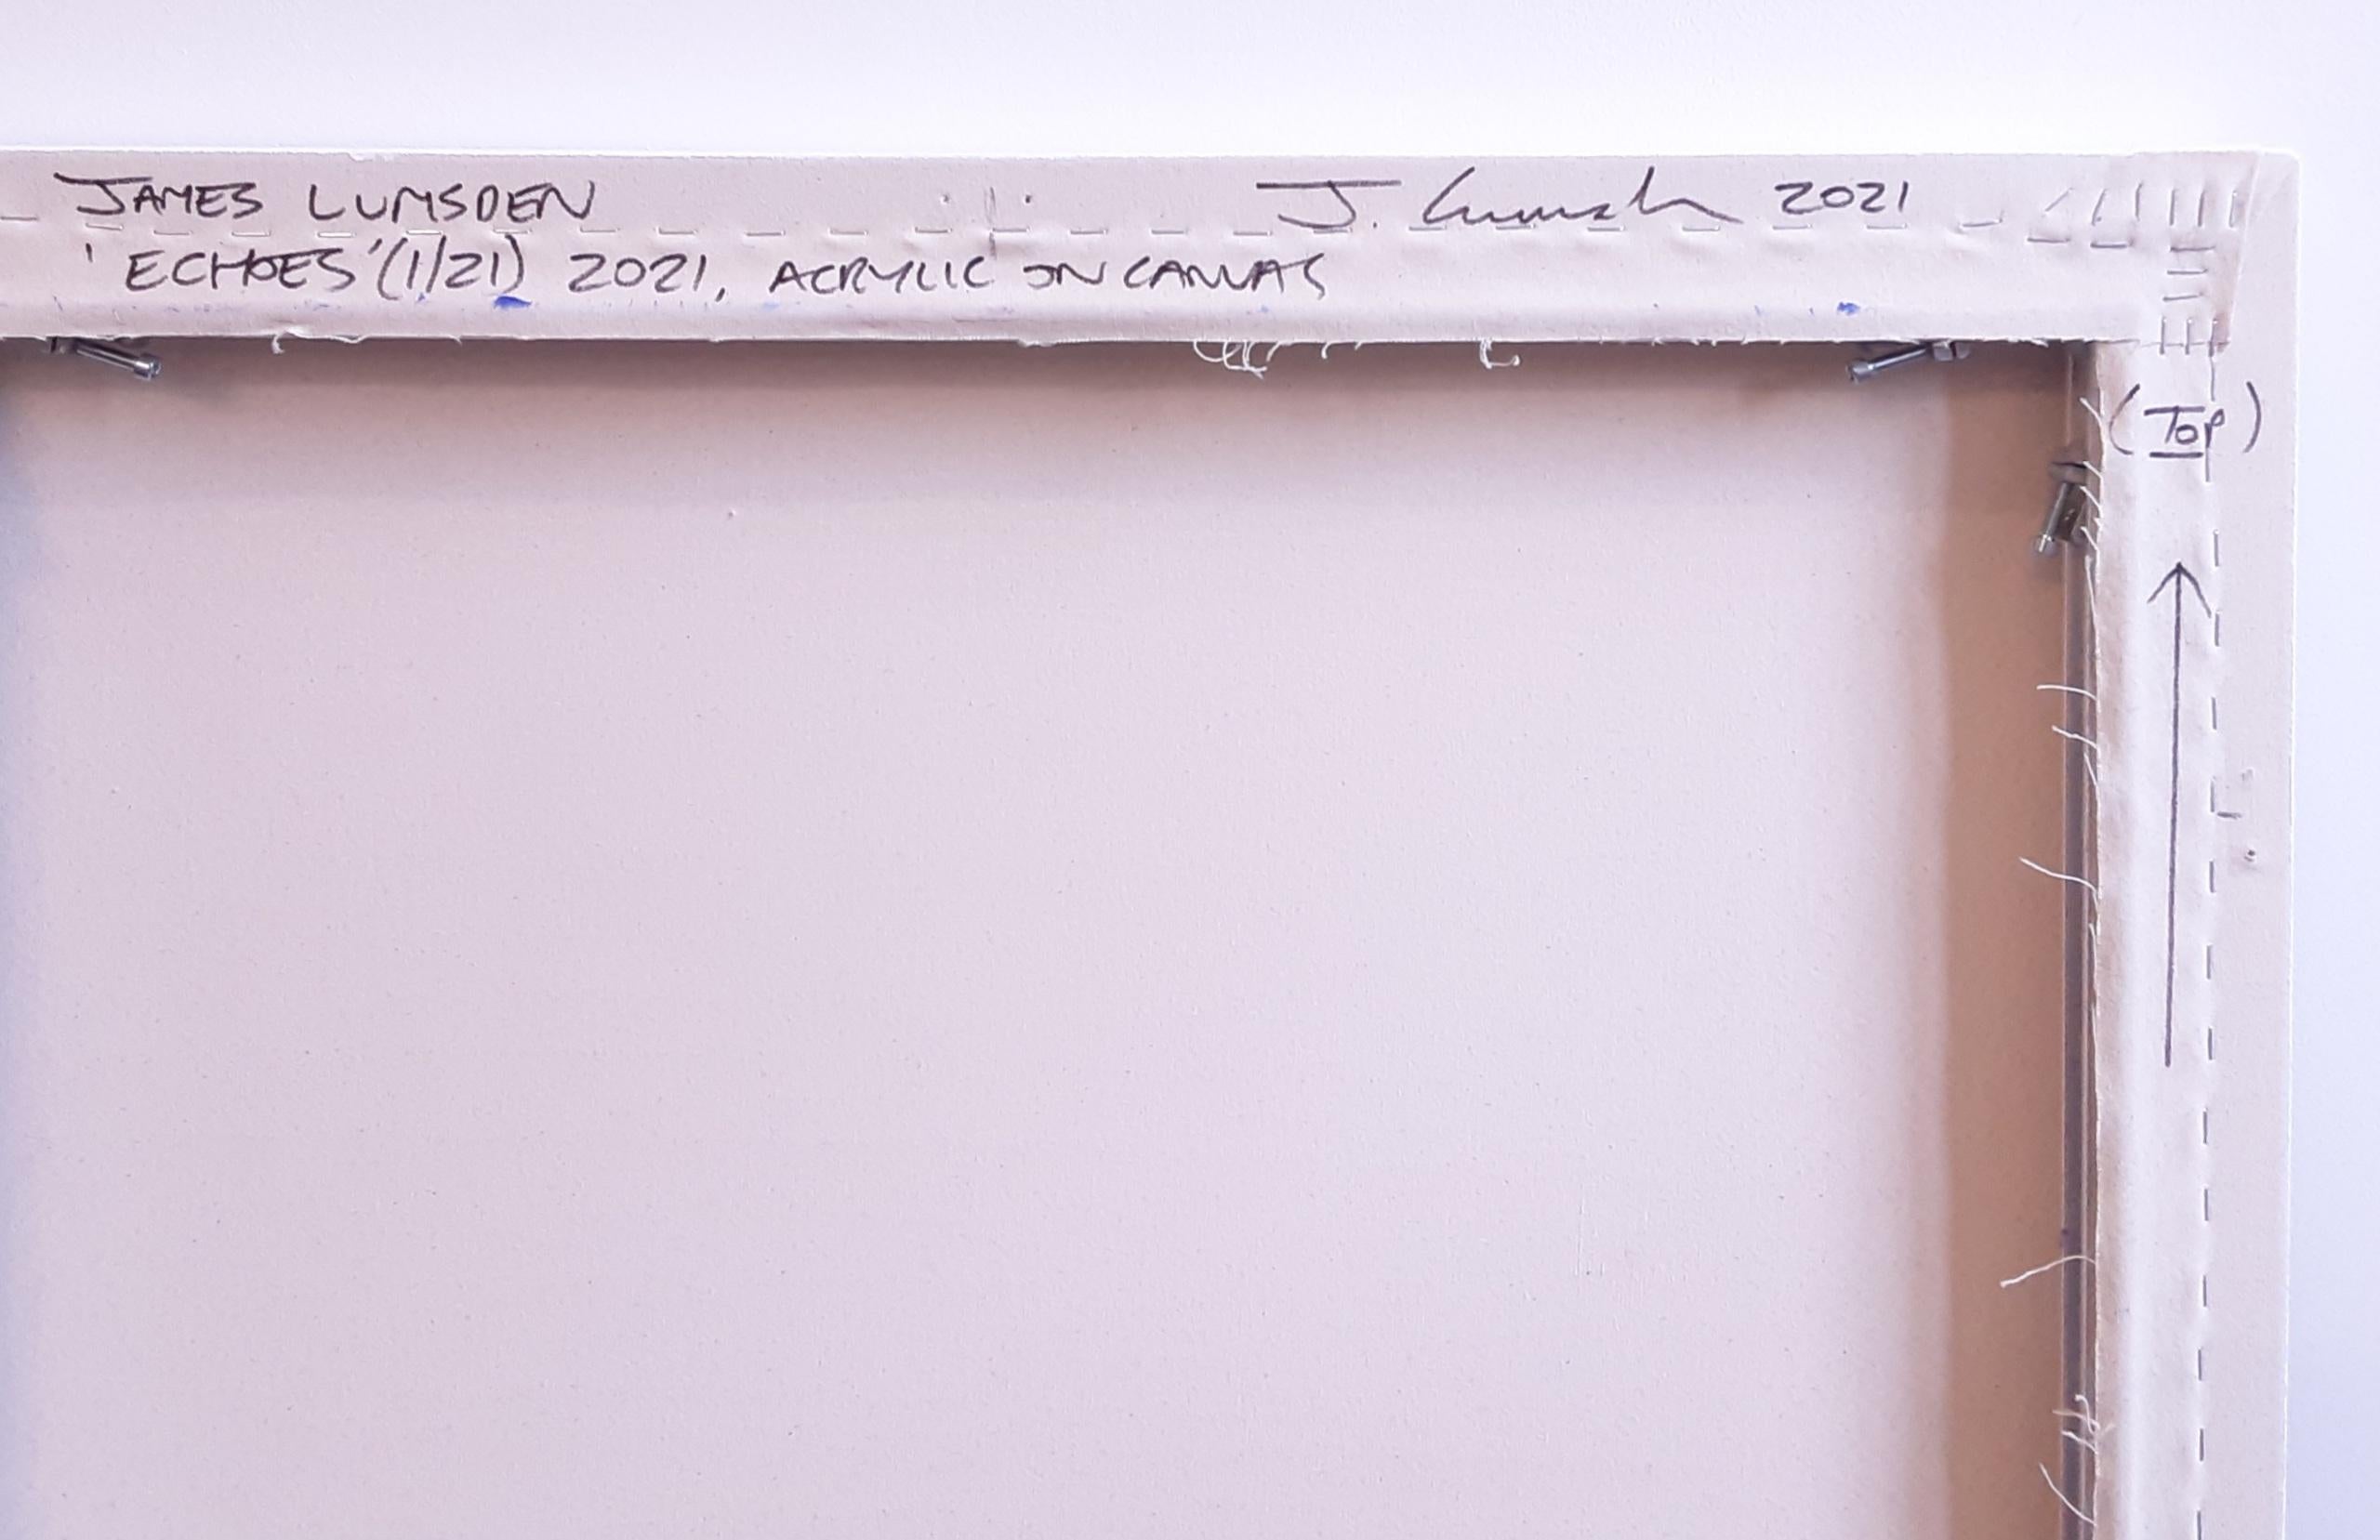 JAMES LUMSDEN J. Lumsden 2021
'ECHOES' (1/21) 2021, ACRYLIC ON CANVAS
(Top)